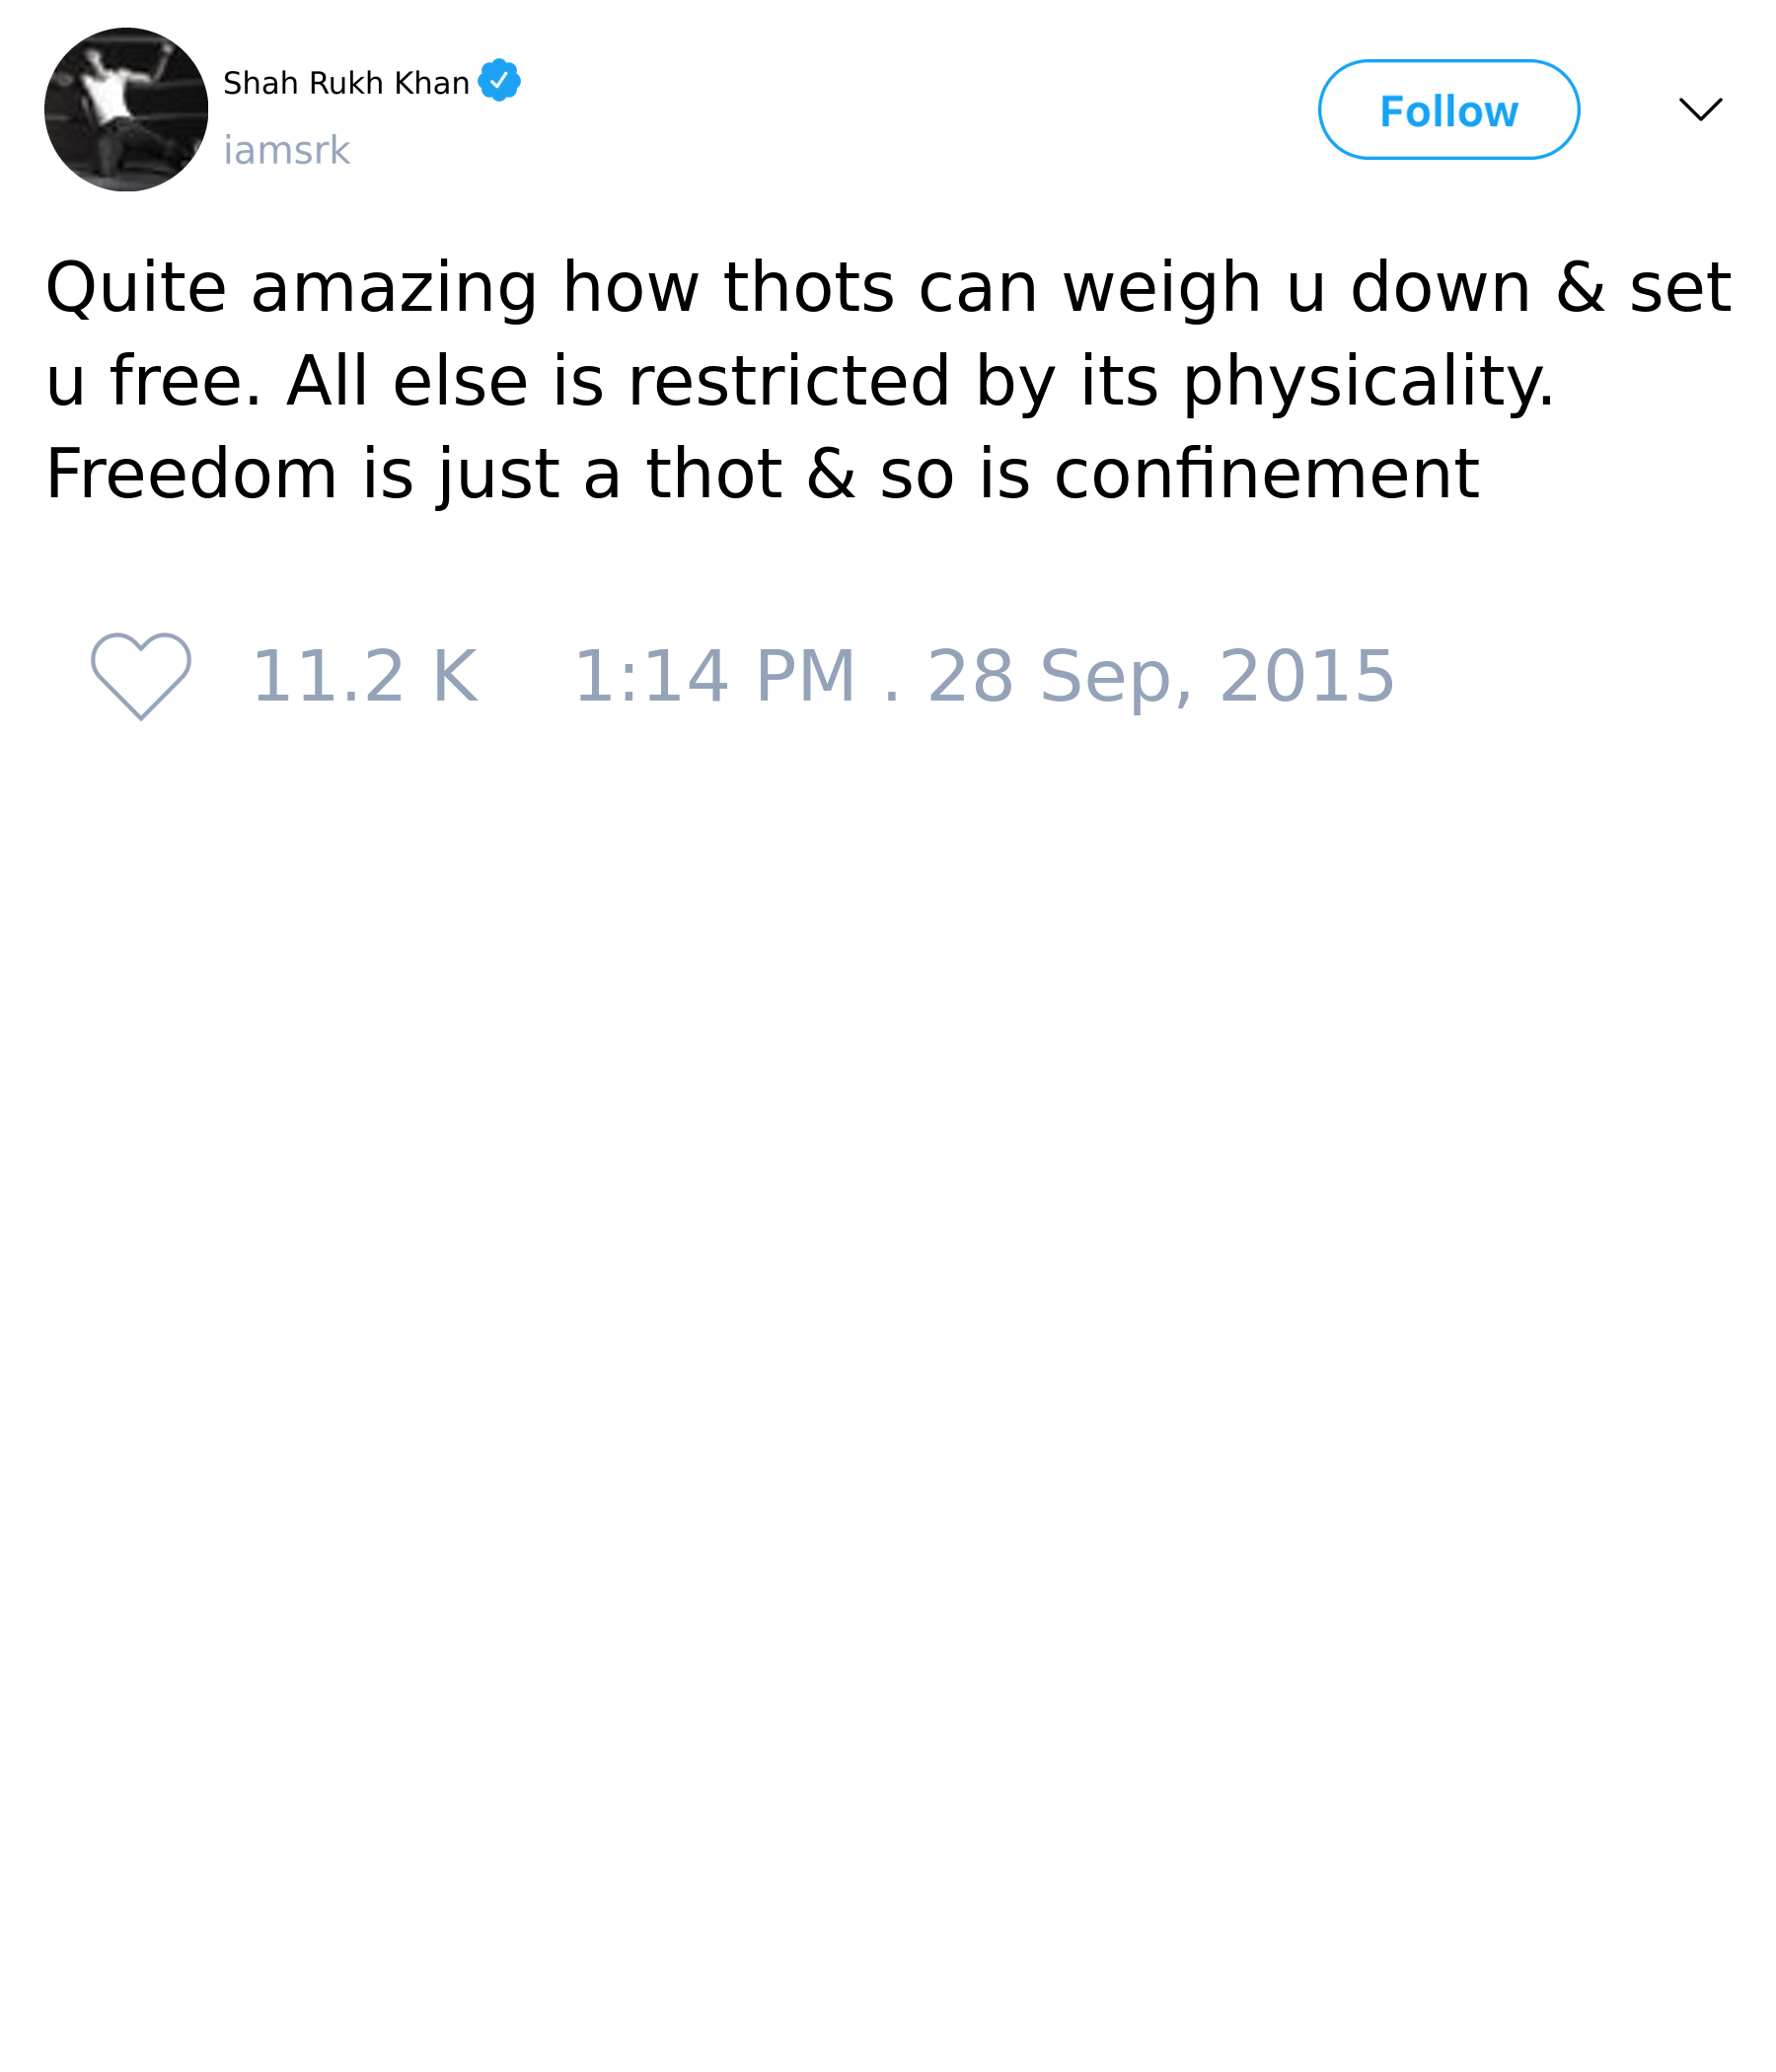 Shah Rukh Khan
iamsrk
Follow
Quite amazing how thots can weigh u down & set
u free. All else is restricted by its physicality.
Freedom is just a thot & so is confinement
11.2 K 1:14 PM . 28 Sep, 2015